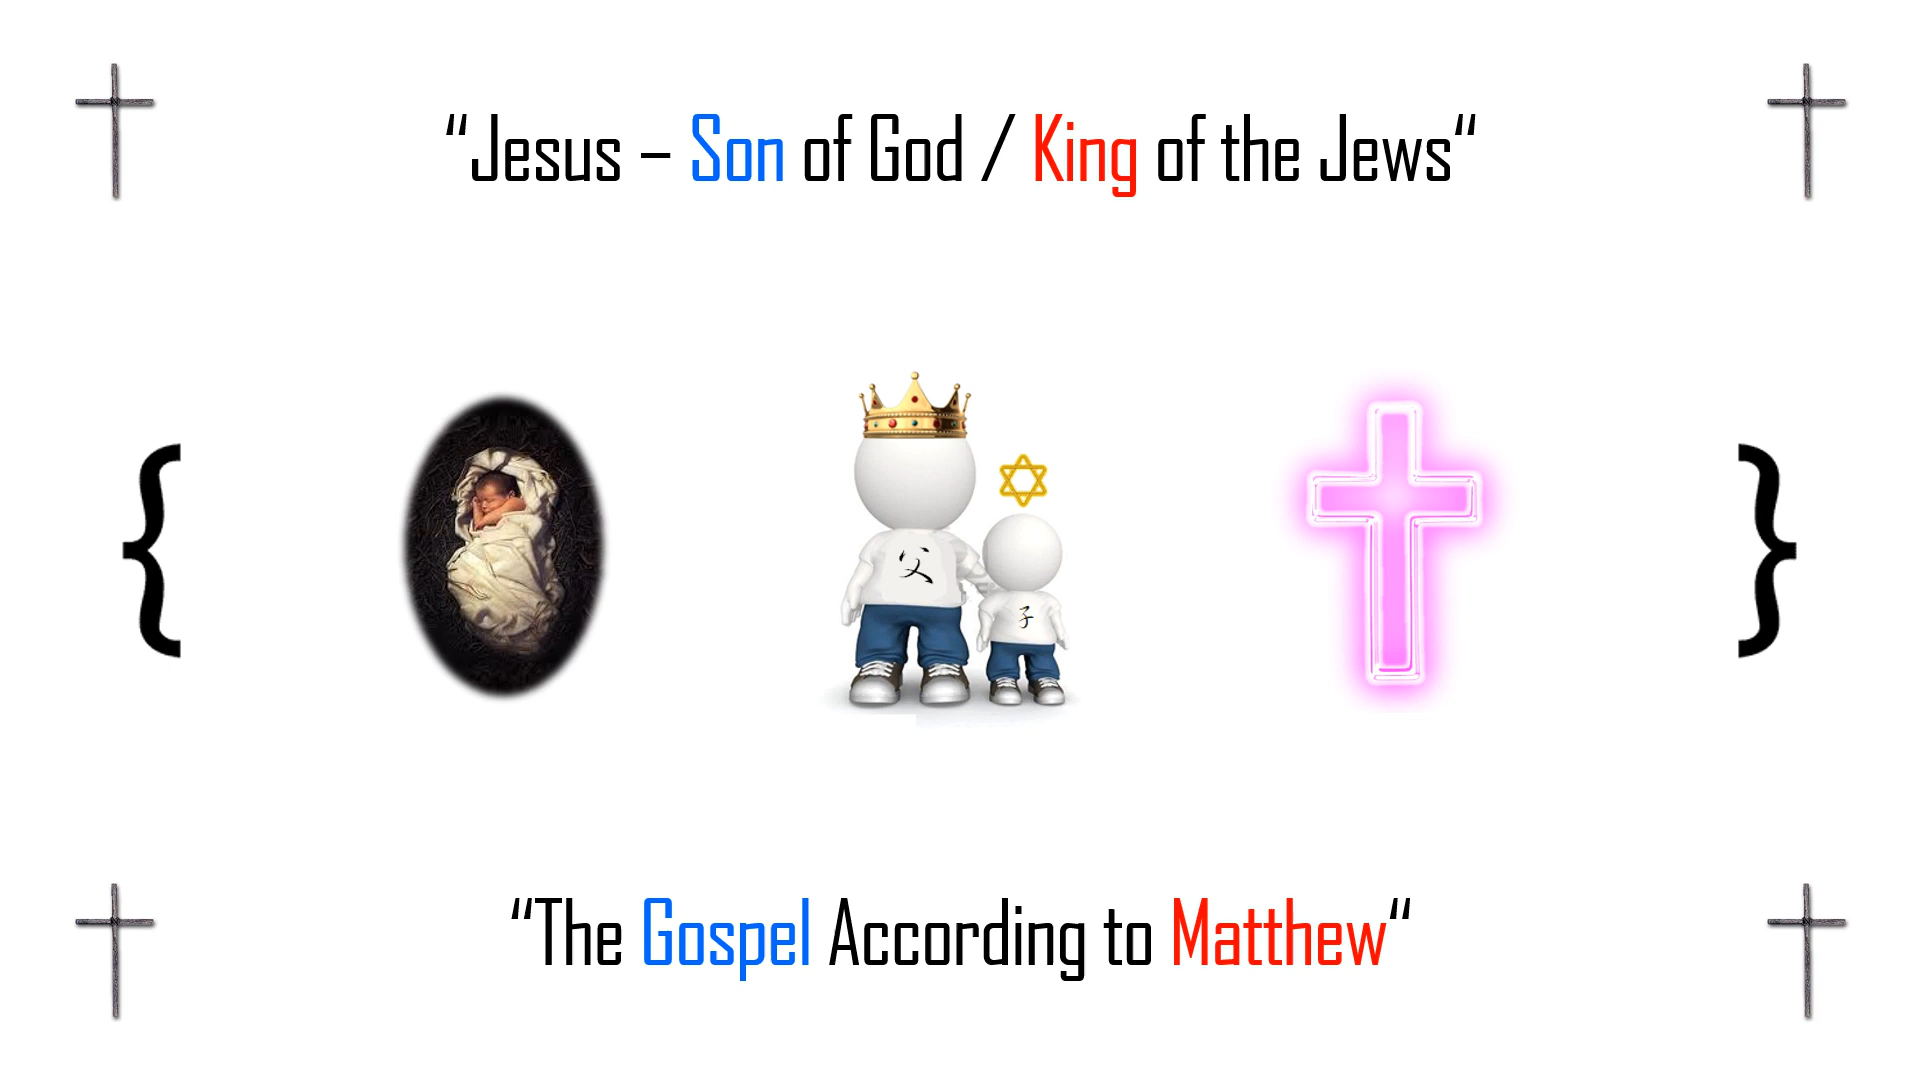 “Jesus – Son of God / King of the Jews“
{ }
父
子
“The Gospel According to Matthew“